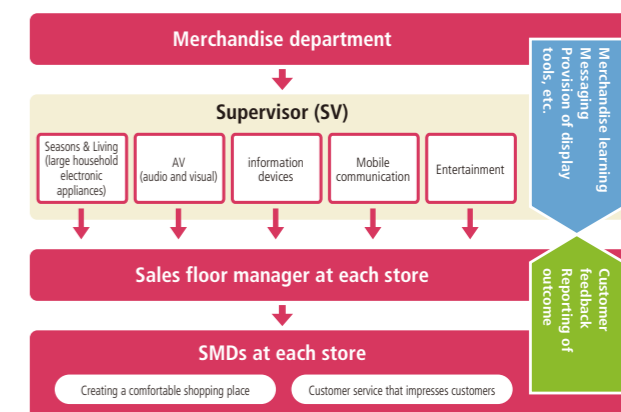 Merchandise department
Supervisor (SV)
Seasons & Living
(large household
electronic
appliances)
AV
(audio and visual)
information
devices
Mobile
communication
Entertainment
Sales floor manager at each store
SMDs at each store
Creating a comfortable shopping place
Customer service that impresses customers
Merchandise learning
Messaging
Provision of display
tools, etc.
Customer
feedback
Reporting of
outcome